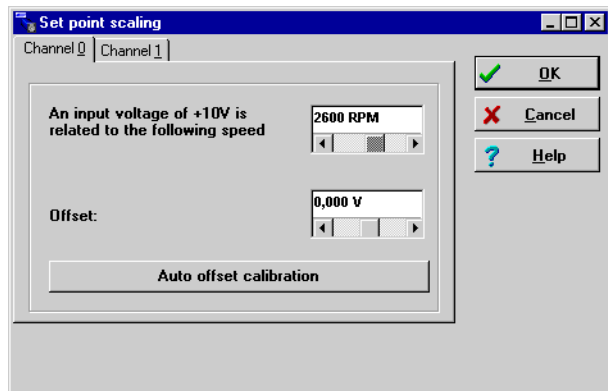 Set point scaling
Channel 0
Channel 1
An input voltage of +10V is
related to the following speed
2600 RPM
Offset:
0,000 V
Auto offset calibration
OK
Cancel
Help